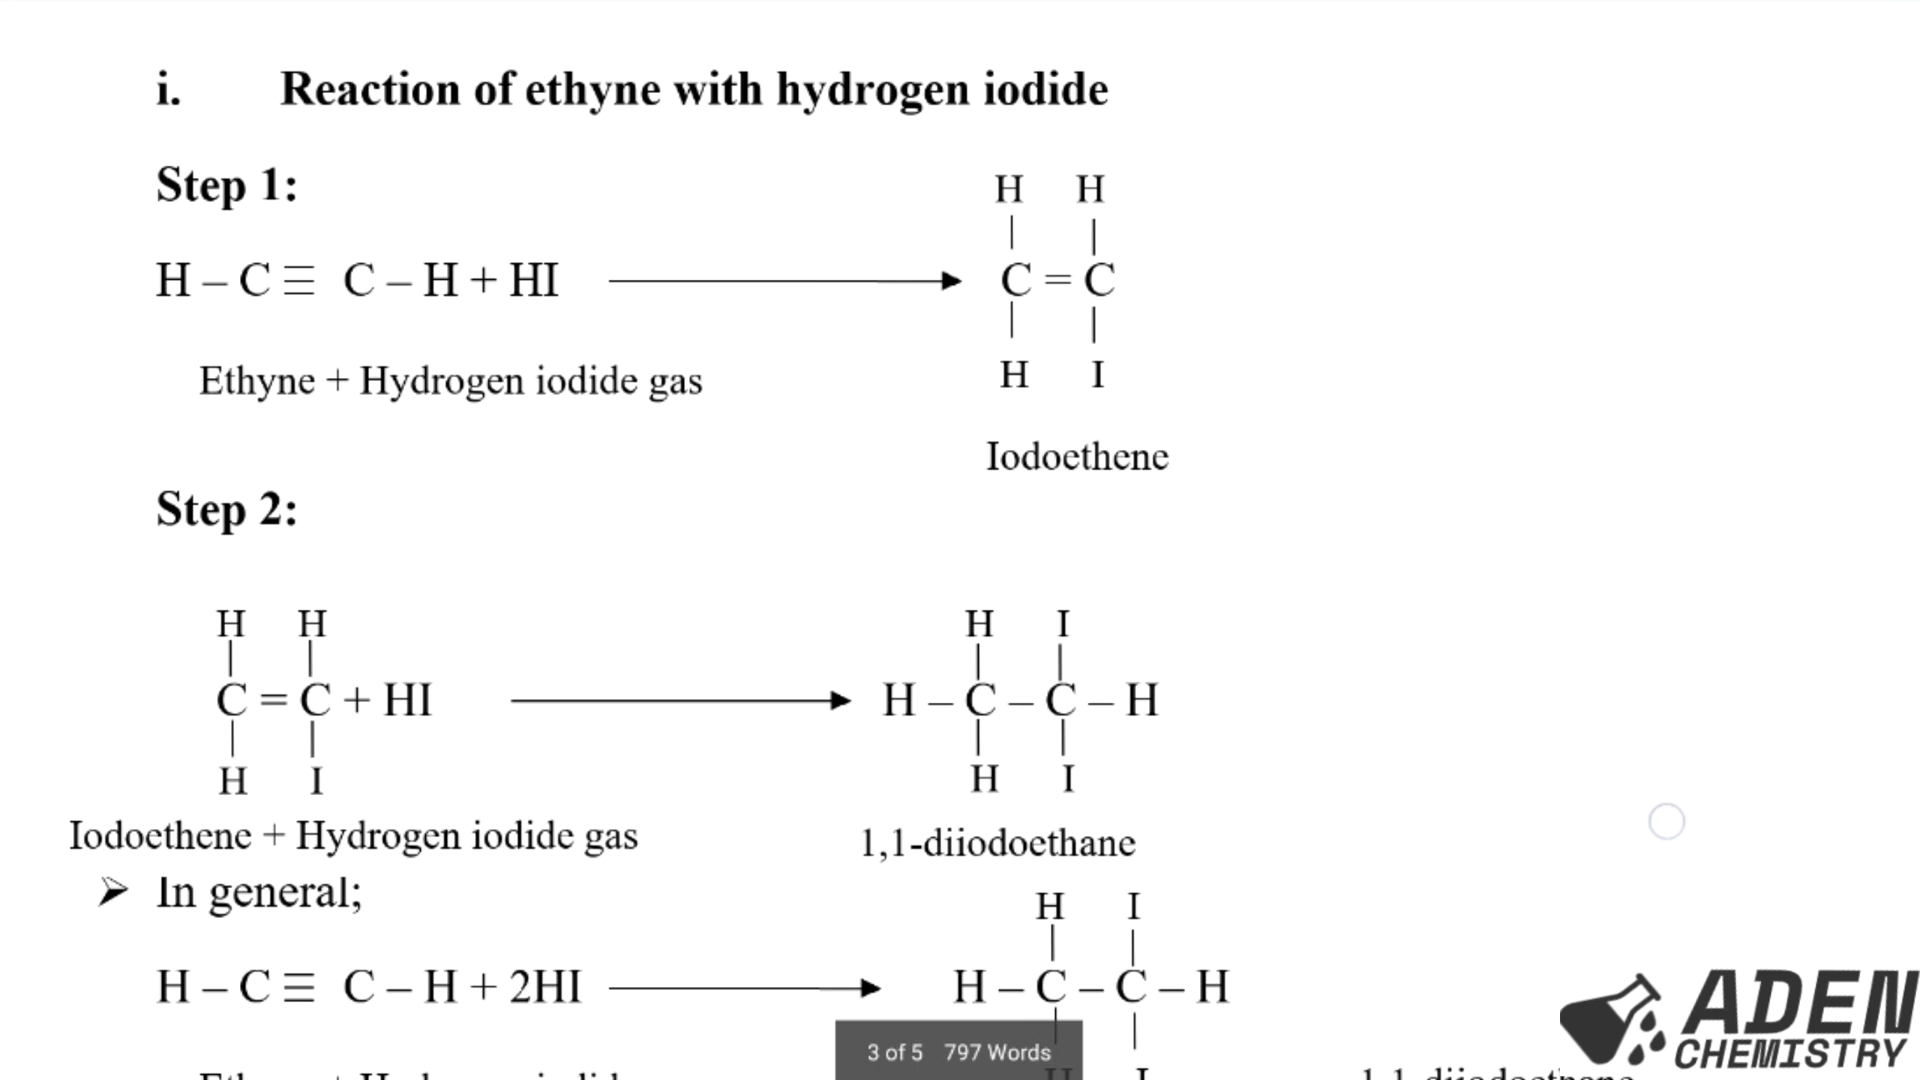 i. Reaction of ethyne with hydrogen iodide
Step 1:
H H
| |
H – C ≡ C – H + HI ⟶ C = C
| |
Ethyne + Hydrogen iodide gas H I
Iodoethene
Step 2:
H H H I
| | | |
C = C + HI ⟶ H – C – C – H
| | | |
H I H I
Iodoethene + Hydrogen iodide gas 1,1-diiodoethane
➢ In general;
H I
| |
H – C ≡ C – H + 2HI ⟶ H – C – C – H
| |
3 of 5 797 Words
ADEN
CHEMISTRY